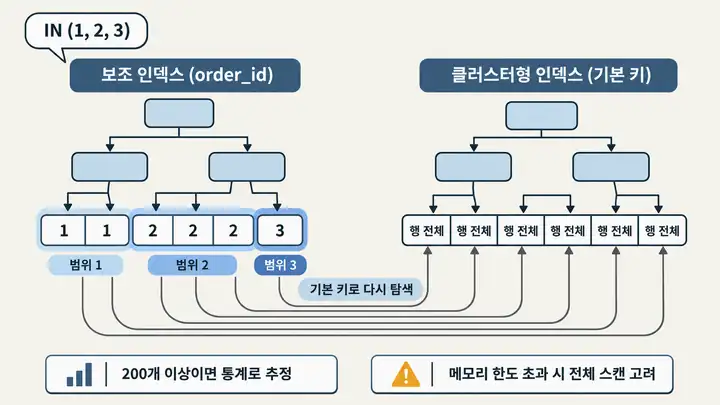 IN (1, 2, 3)
보조 인덱스 (order_id)
클러스터형 인덱스 (기본 키)
1 1 2 2 2 3
행 전체 행 전체 행 전체 행 전체 행 전체 행 전체
범위 1 범위 2 범위 3
기본 키로 다시 탐색
200개 이상이면 통계로 추정
메모리 한도 초과 시 전체 스캔 고려